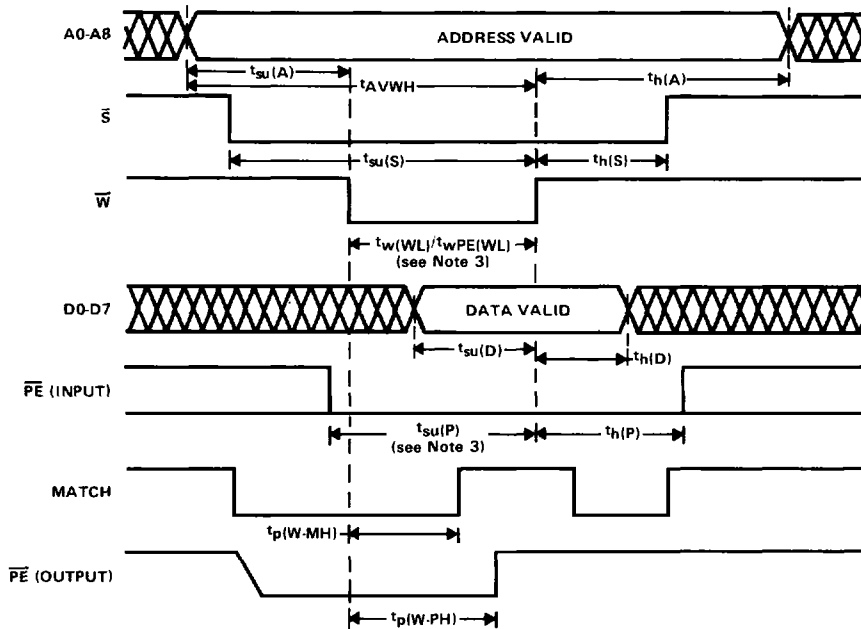 A0-A8
ADDRESS VALID
tsu(A)
tAVWH
th(A)
S̅
tsu(S)
th(S)
W̅
tw(WL)/twPE(WL)
(see Note 3)
D0-D7
DATA VALID
tsu(D)
th(D)
P̅E̅ (INPUT)
tsu(P)
(see Note 3)
th(P)
MATCH
tp(W-MH)
P̅E̅ (OUTPUT)
tp(W-PH)